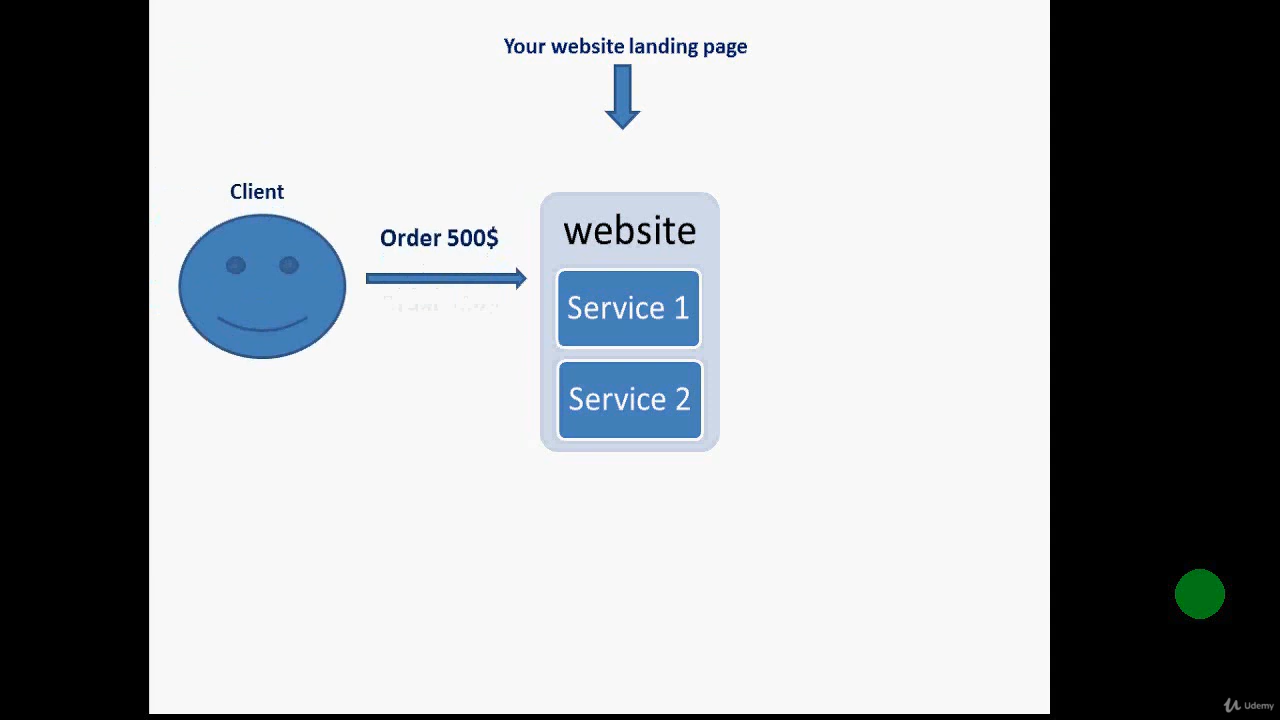 Your website landing page
Client
Order 500$
website
Service 1
Service 2
Udemy